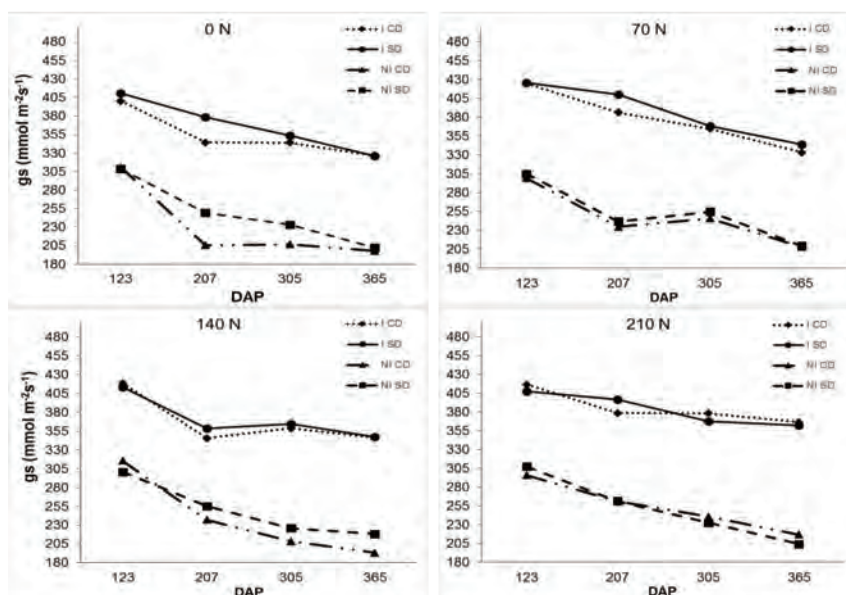 0 N
480
455
430
405
380
355
330
305
280
255
230
205
180
gs (mmol m⁻²s⁻¹)
I CD
I SD
NI CD
NI SD
123 207 305 365
DAP
70 N
480
455
430
405
380
355
330
305
280
255
230
205
180
I CD
I SD
NI CD
NI SD
123 207 305 365
DAP
140 N
480
455
430
405
380
355
330
305
280
255
230
205
180
gs (mmol m⁻²s⁻¹)
I CD
I SD
NI CD
NI SD
123 207 305 365
DAP
210 N
480
455
430
405
380
355
330
305
280
255
230
205
180
I CD
I SD
NI CD
NI SD
123 207 305 365
DAP